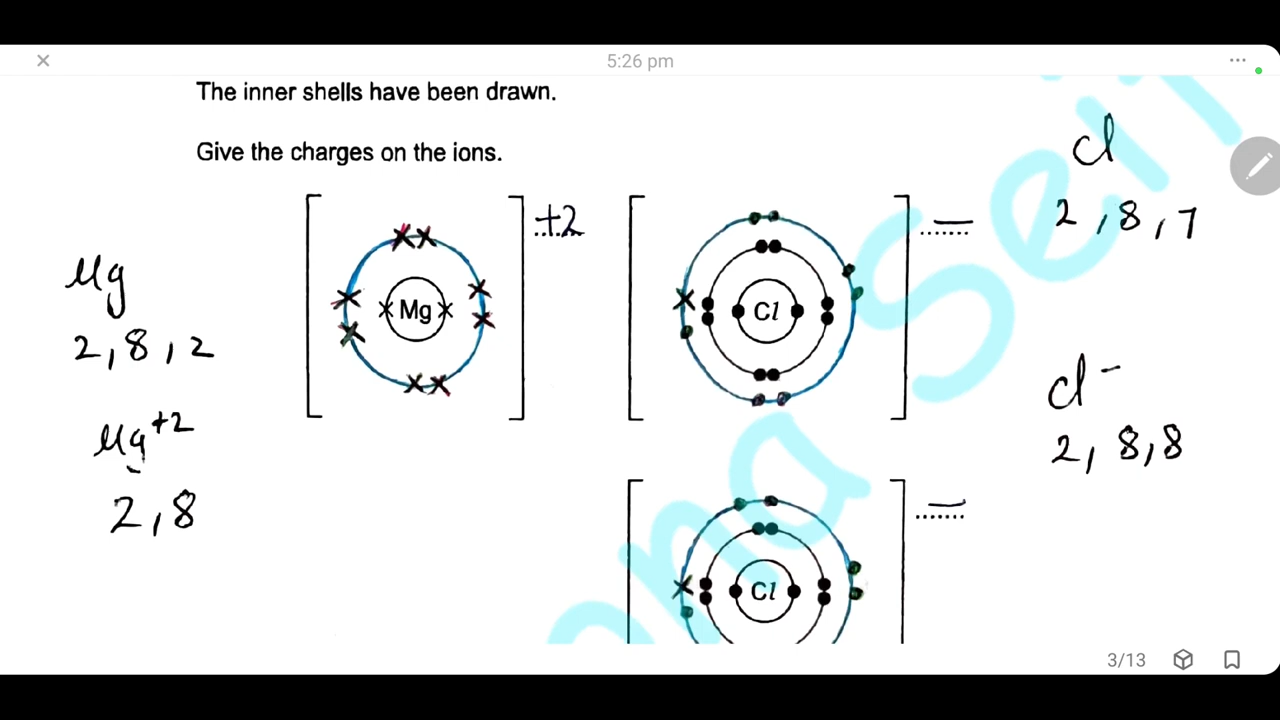 5:26 pm
The inner shells have been drawn.
Give the charges on the ions.
Mg
2, 8, 2
Mg+2
2, 8
Mg
+2
Cl
–
Cl
2, 8, 7
Cl–
2, 8, 8
Cl
–
3/13